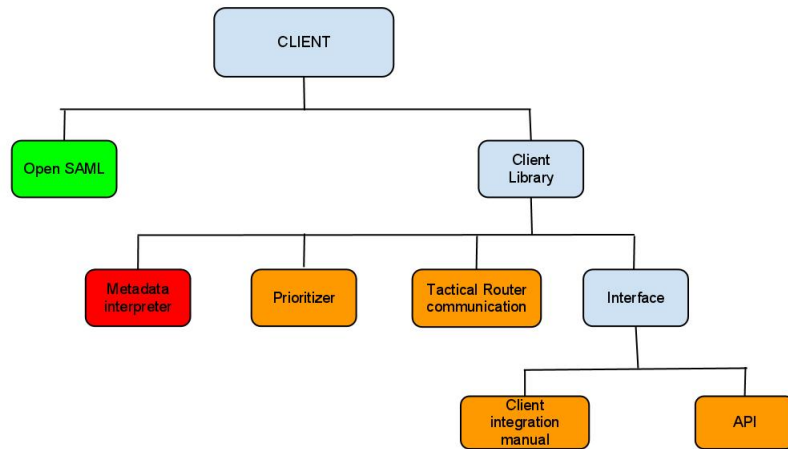 CLIENT
Open SAML
Client
Library
Metadata
interpreter
Prioritizer
Tactical Router
communication
Interface
Client
integration
manual
API